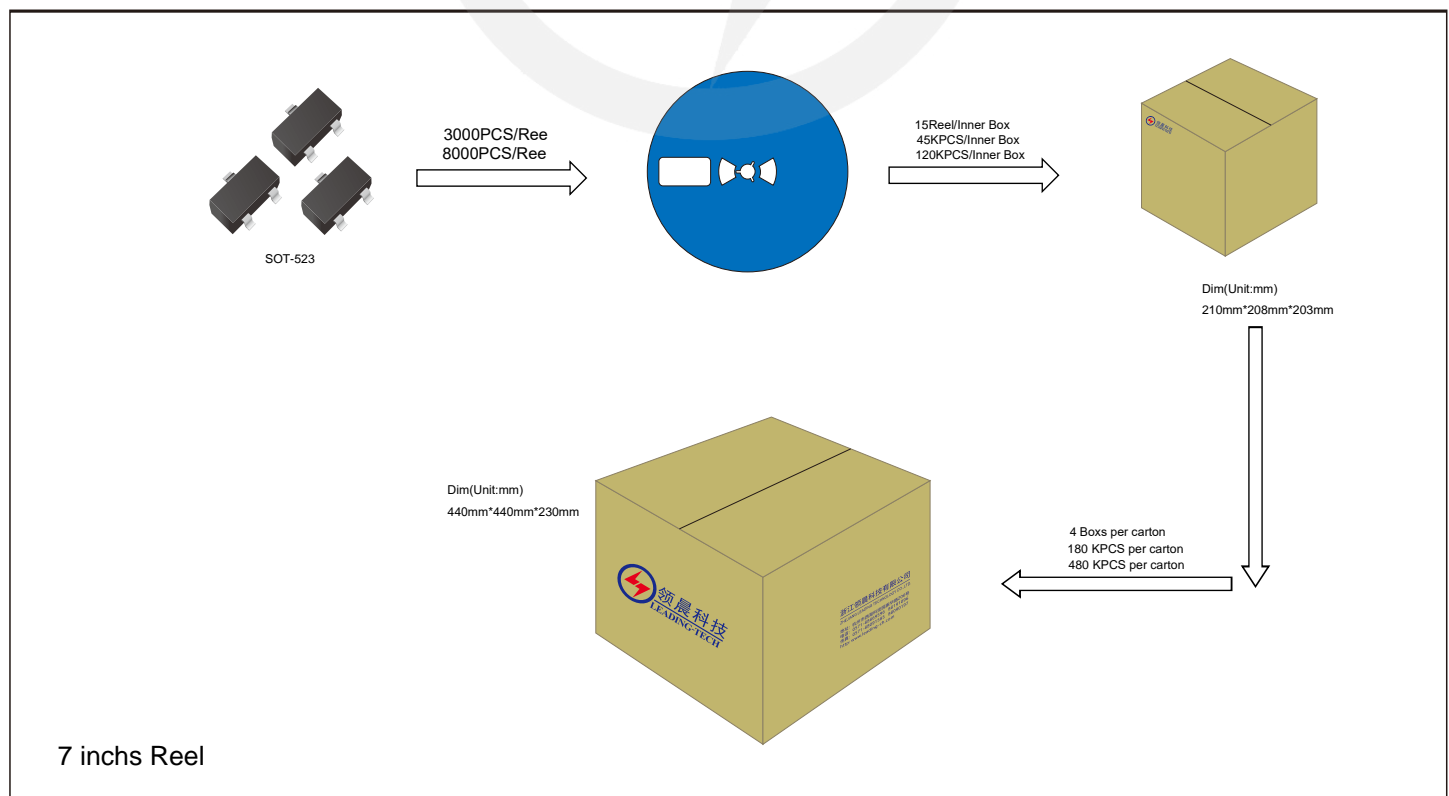 3000PCS/Ree
8000PCS/Ree
15Reel/Inner Box
45KPCS/Inner Box
120KPCS/Inner Box
SOT-523
Dim(Unit:mm)
210mm*208mm*203mm
Dim(Unit:mm)
440mm*440mm*230mm
4 Boxs per carton
180 KPCS per carton
480 KPCS per carton
领晨科技
LEADING-TECH
浙江领晨科技有限公司
7 inchs Reel